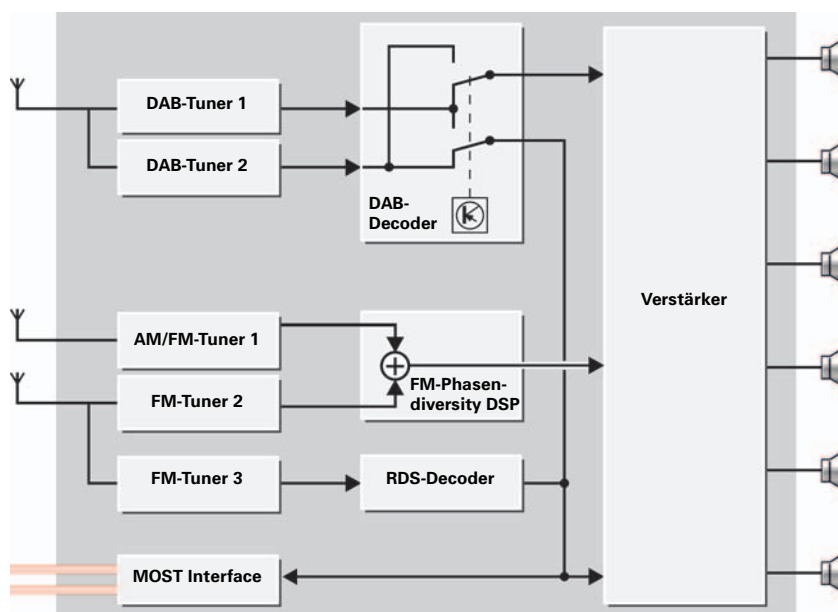 DAB-Tuner 1
DAB-Tuner 2
DAB-
Decoder
Verstärker
AM/FM-Tuner 1
FM-Tuner 2
FM-Phasen-
diversity DSP
FM-Tuner 3
RDS-Decoder
MOST Interface